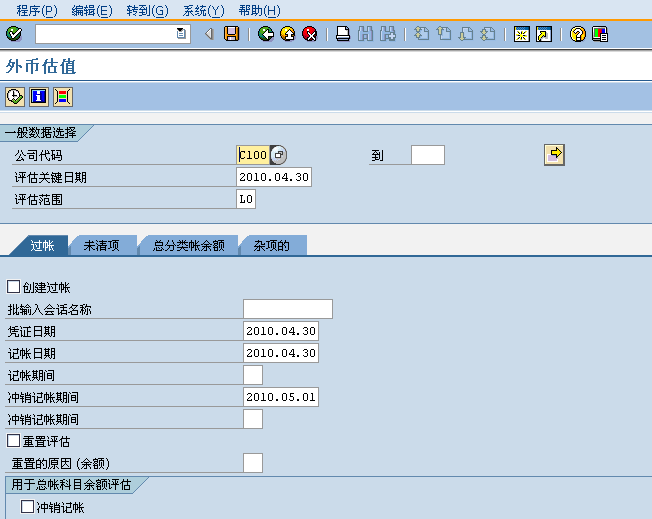 程序(P) 编辑(E) 转到(G) 系统(Y) 帮助(H)
外币估值
一般数据选择
公司代码 C100 到
评估关键日期 2010.04.30
评估范围 L0
过帐 未清项 总分类帐余额 杂项的
创建过帐
批输入会话名称
凭证日期 2010.04.30
记帐日期 2010.04.30
记帐期间
冲销记帐期间 2010.05.01
冲销记帐期间
重置评估
重置的原因(余额)
用于总帐科目余额评估
冲销记帐